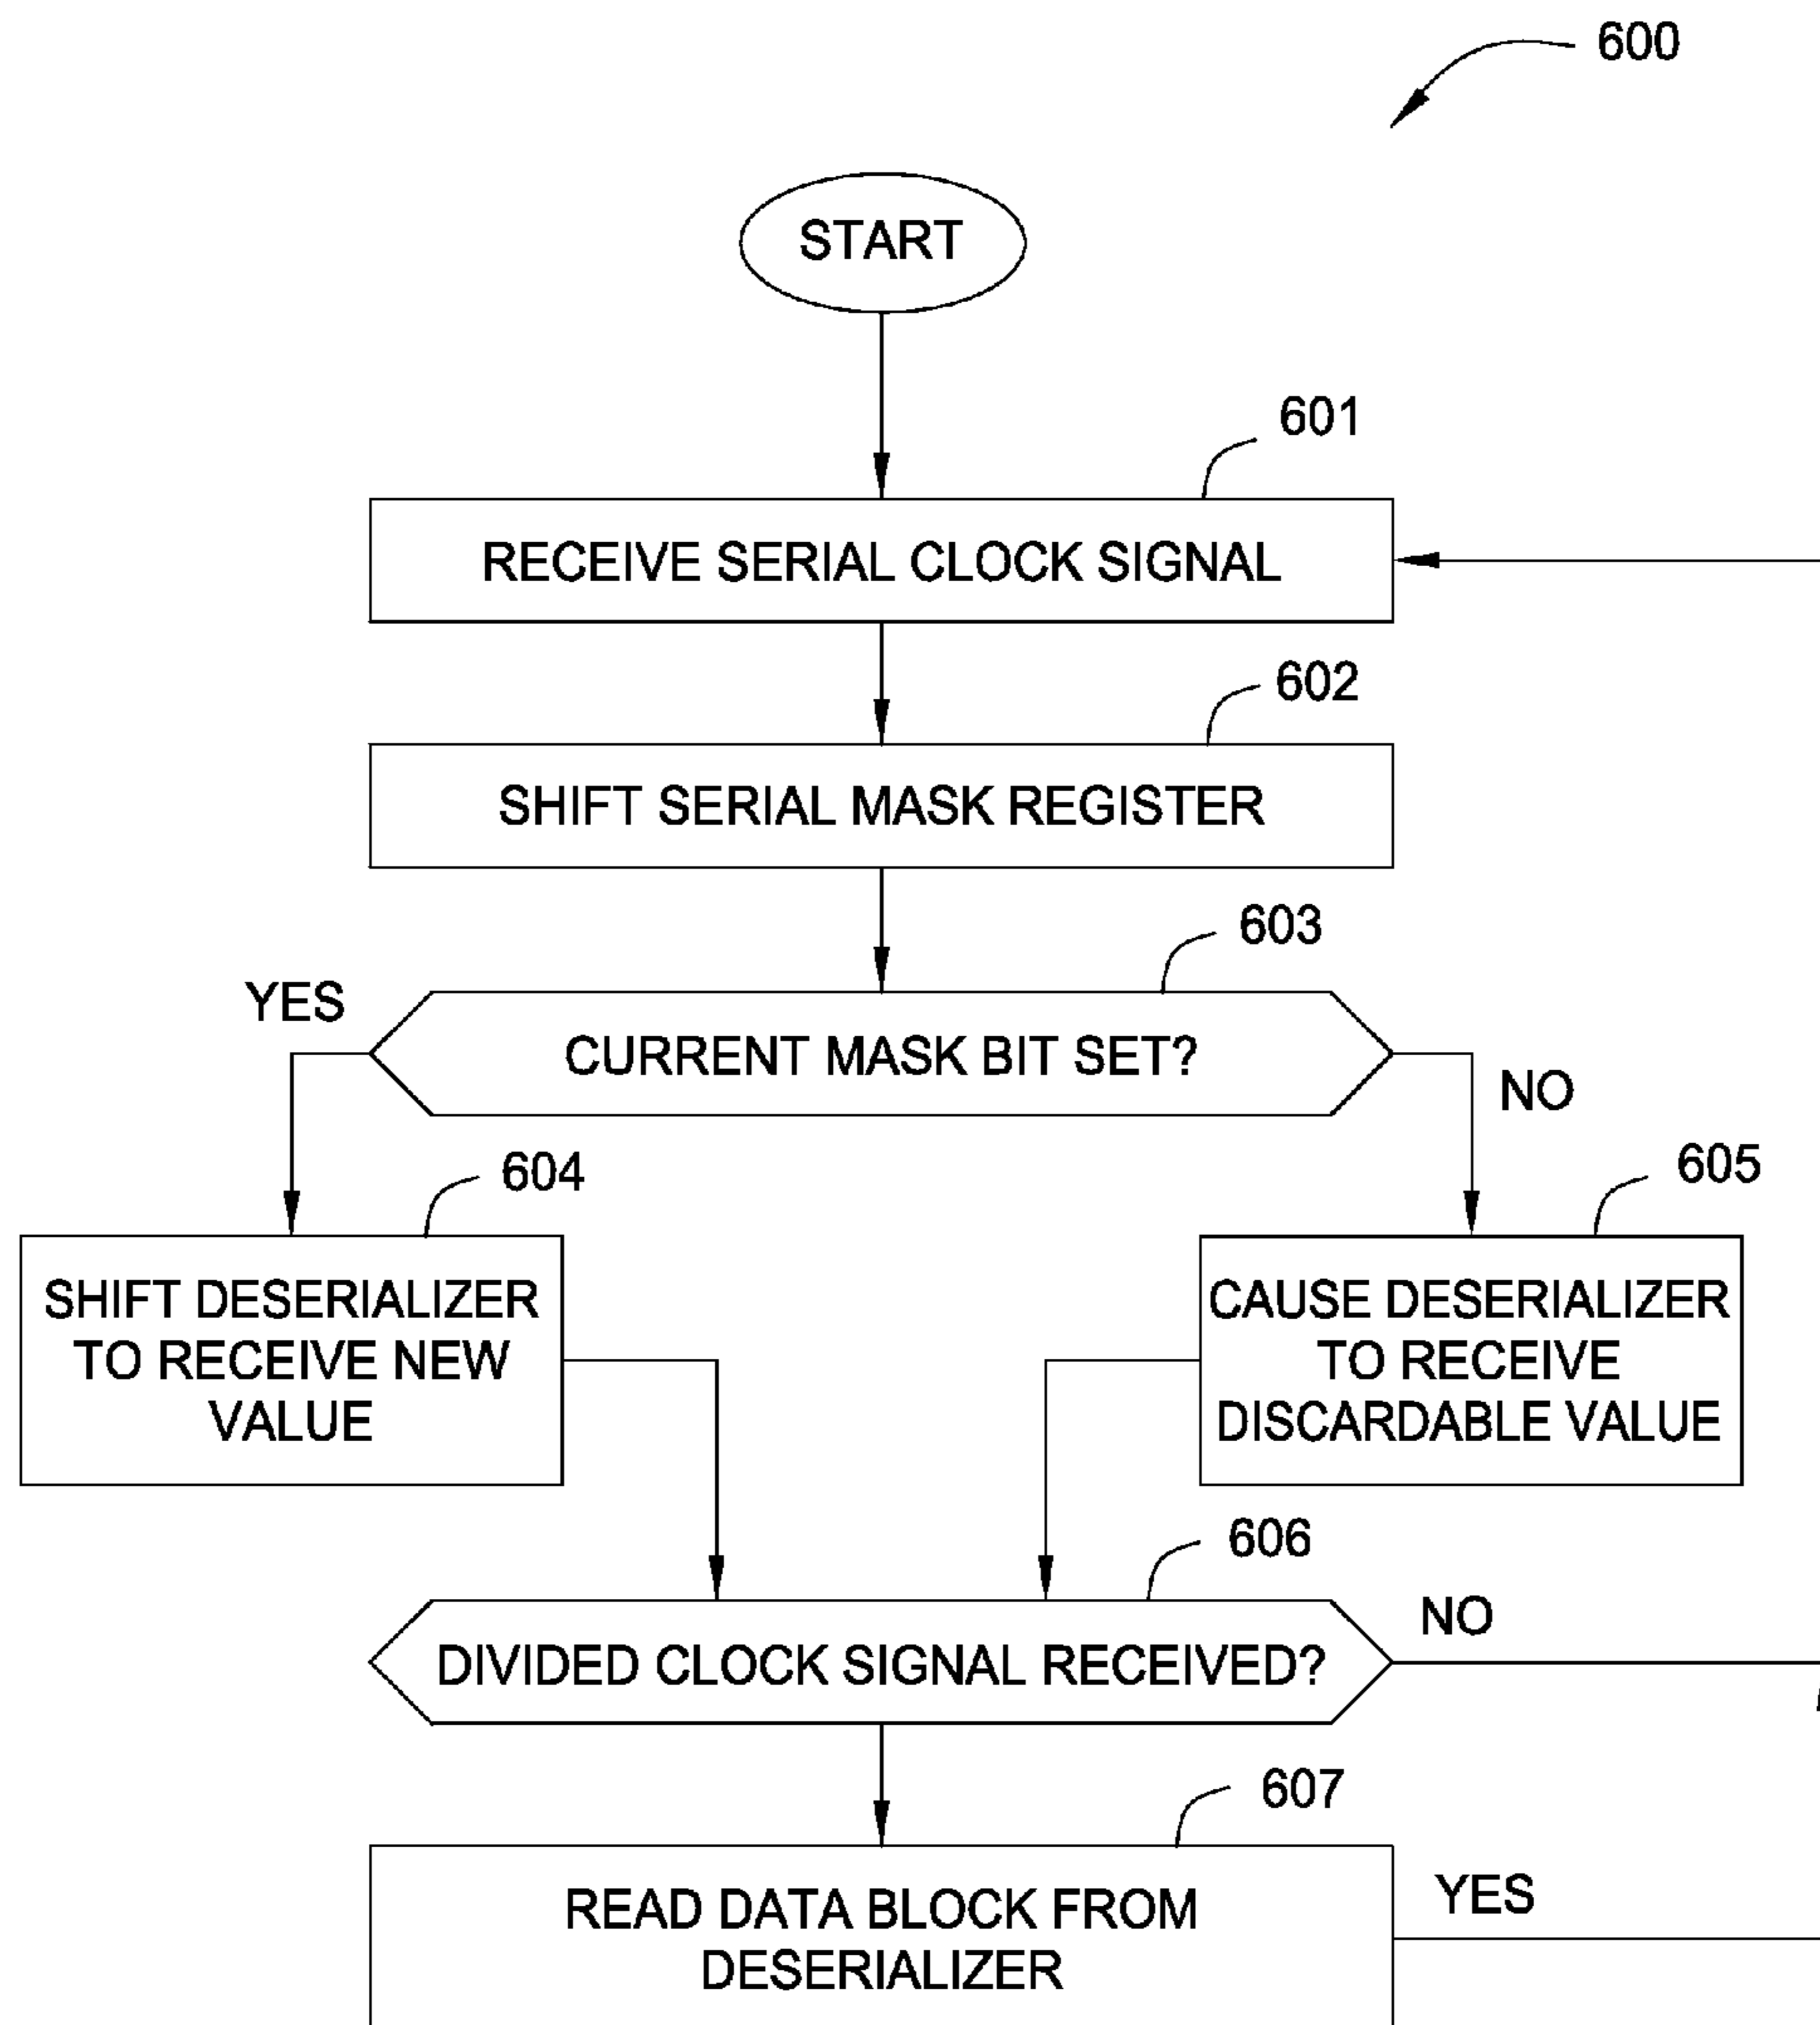 600
START
601
RECEIVE SERIAL CLOCK SIGNAL
602
SHIFT SERIAL MASK REGISTER
603
YES
CURRENT MASK BIT SET?
NO
604
605
SHIFT DESERIALIZER
TO RECEIVE NEW
VALUE
CAUSE DESERIALIZER
TO RECEIVE
DISCARDABLE VALUE
606
NO
DIVIDED CLOCK SIGNAL RECEIVED?
607
YES
READ DATA BLOCK FROM
DESERIALIZER